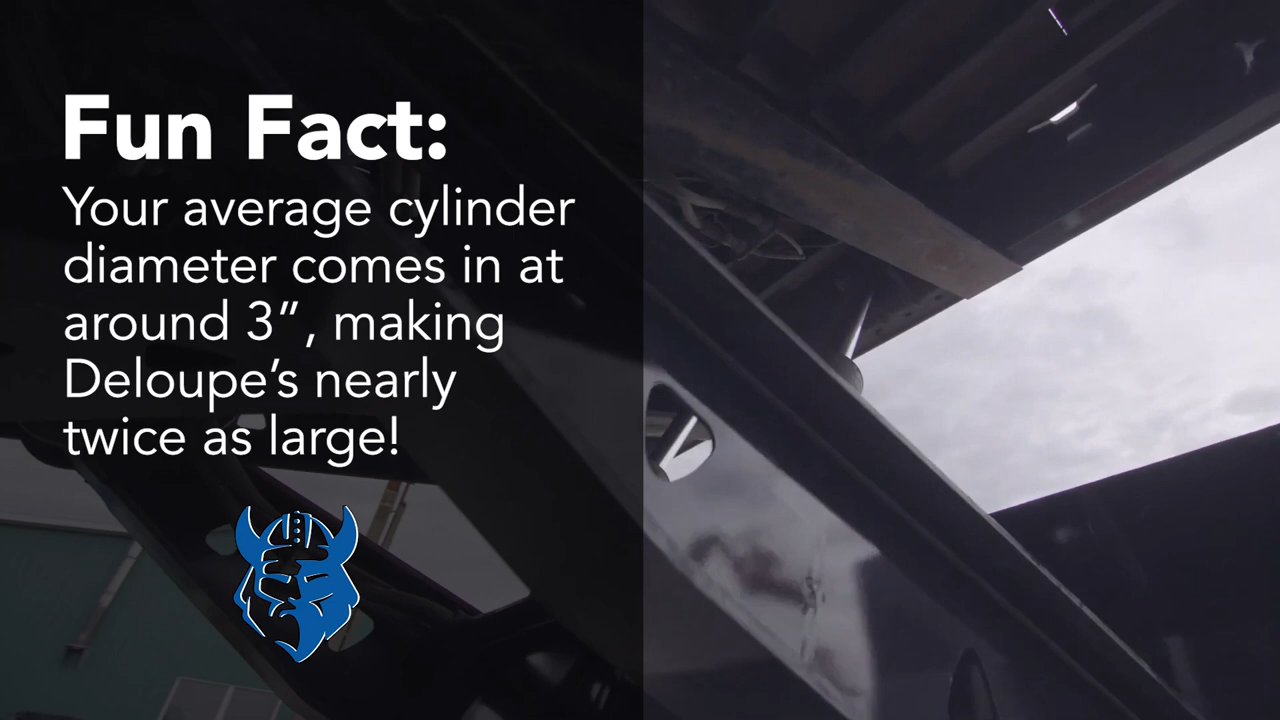 Fun Fact:
Your average cylinder
diameter comes in at
around 3”, making
Deloupe’s nearly
twice as large!